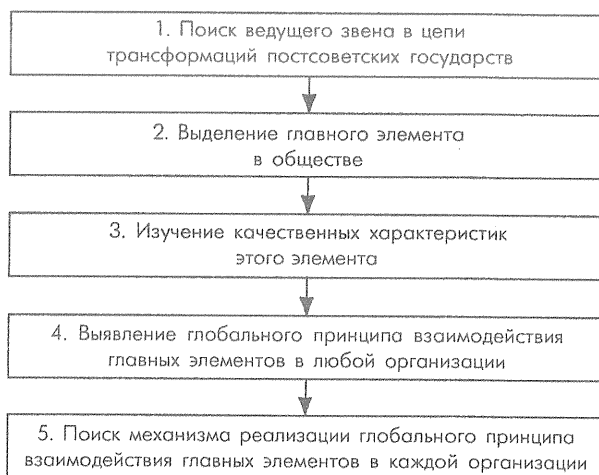 1. Поиск ведущего звена в цепи
трансформаций постсоветских государств
2. Выделение главного элемента
в обществе
3. Изучение качественных характеристик
этого элемента
4. Выявление глобального принципа взаимодействия
главных элементов в любой организации
5. Поиск механизма реализации глобального принципа
взаимодействия главных элементов в каждой организации